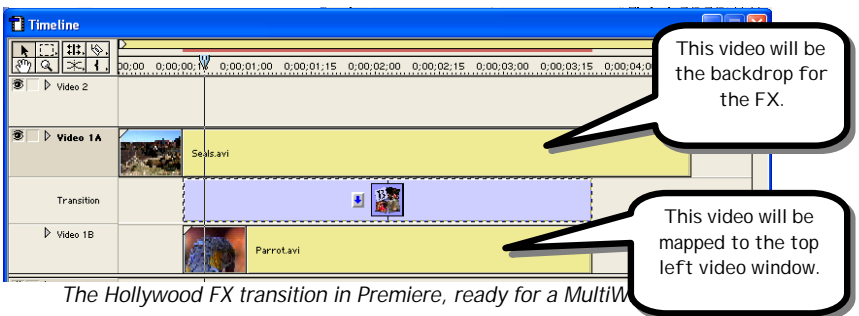 Timeline
This video will be
the backdrop for
the FX.
00;00 0;00;00; 0;00;01;00 0;00;01;15 0;00;02;00 0;00;02;15 0;00;03;00 0;00;03;15 0;00;04;0
Video 2
Video 1A
Seals.avi
Transition
B
This video will be
mapped to the top
left video window.
Video 1B
Parrot.avi
The Hollywood FX transition in Premiere, ready for a MultiW